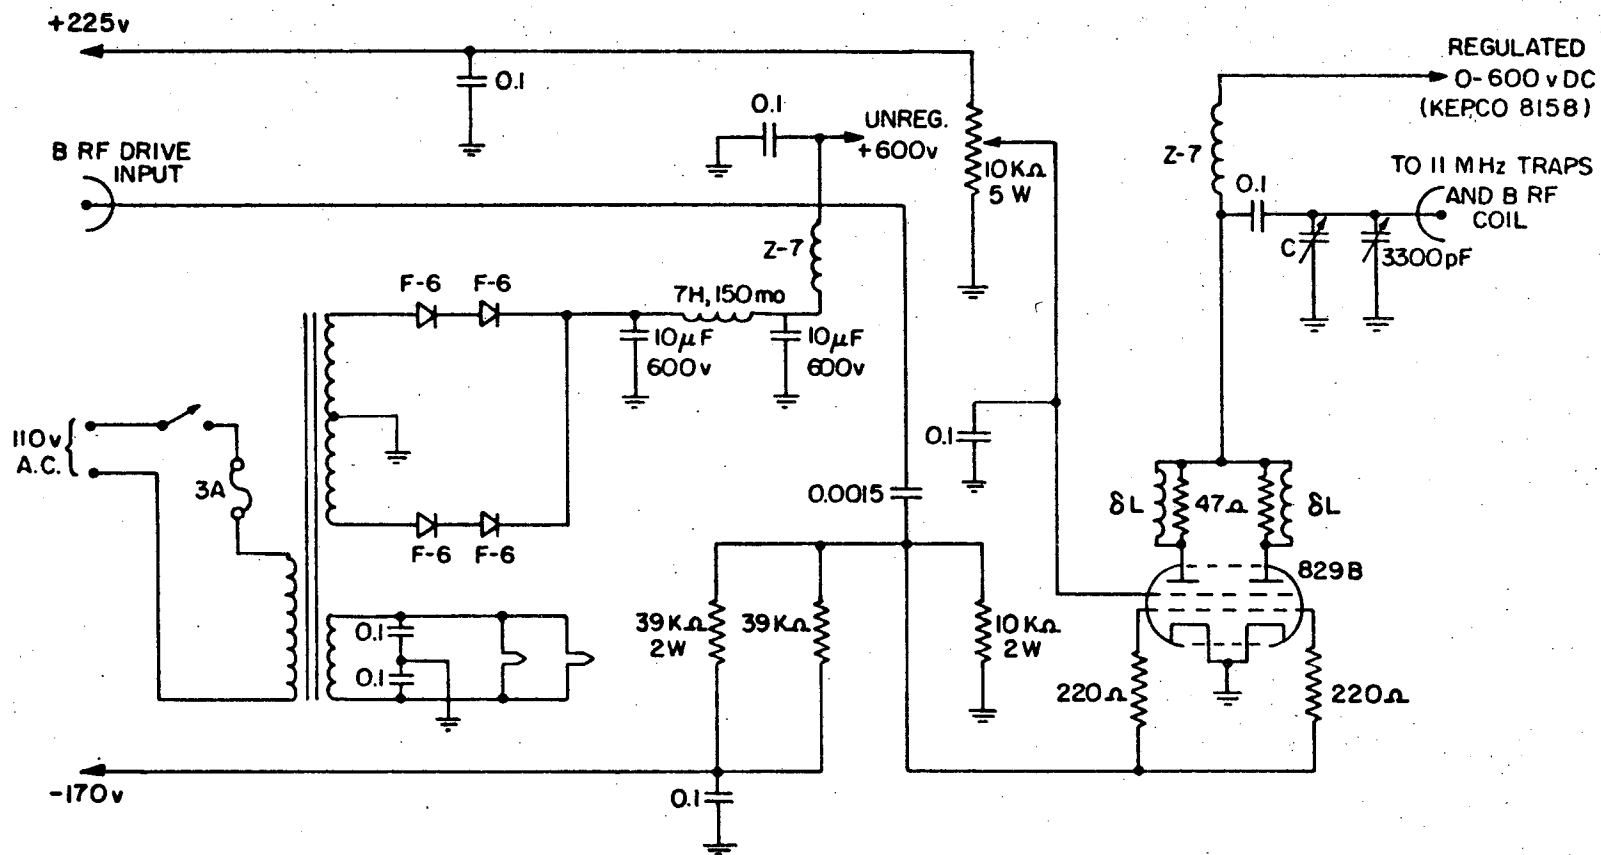 +225v
0.1
REGULATED
0-600 v DC
(KEPCO 8158)
0.1
UNREG.
+600v
B RF DRIVE
INPUT
10KΩ
5 W
Z-7
TO 11 MHz TRAPS
AND B RF
COIL
0.1
C
3300pF
Z-7
F-6
F-6
7H, 150ma
10μF
600v
10μF
600v
110v
A.C.
3A
0.1
0.0015
F-6
F-6
δL
47Ω
δL
829B
0.1
0.1
39KΩ
2W
39KΩ
10KΩ
2W
220Ω
220Ω
-170v
0.1